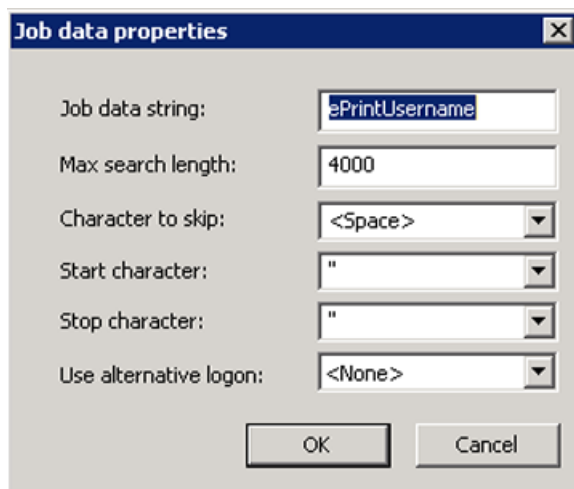 Job data properties
Job data string: ePrintUsername
Max search length: 4000
Character to skip: <Space>
Start character: "
Stop character: "
Use alternative logon: <None>
OK Cancel